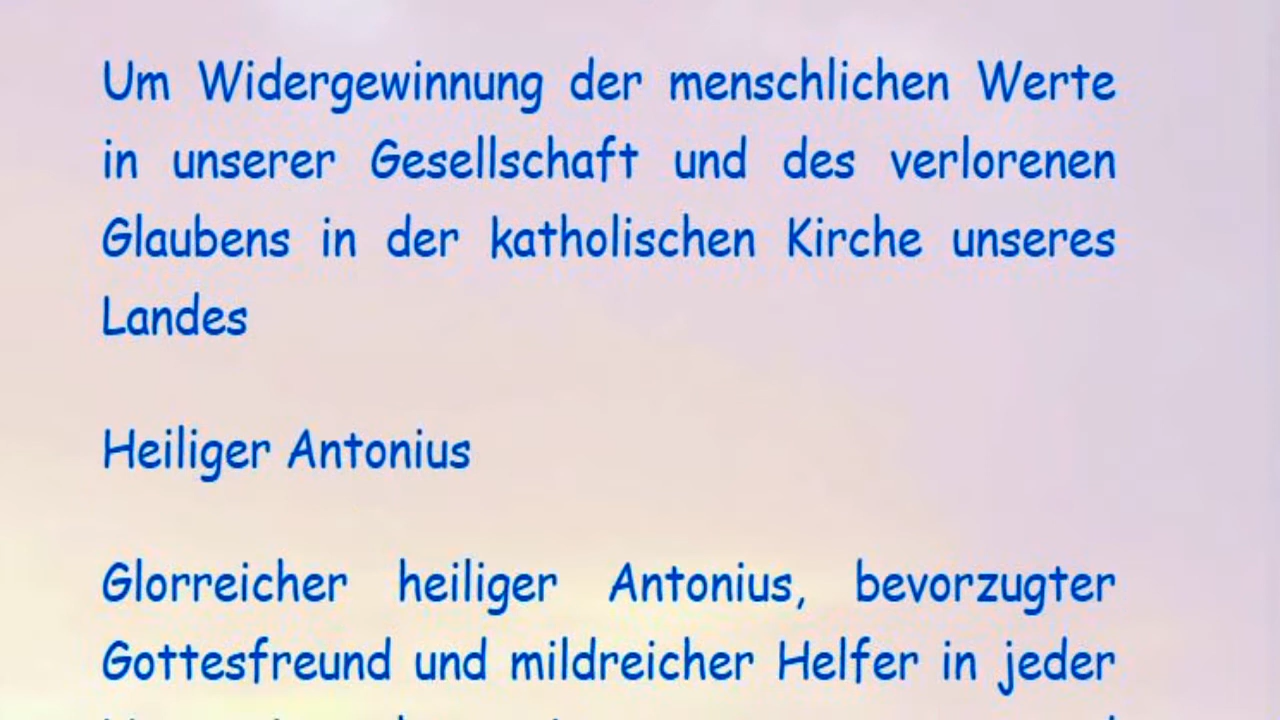 Um Widergewinnung der menschlichen Werte
in unserer Gesellschaft und des verlorenen
Glaubens in der katholischen Kirche unseres
Landes
Heiliger Antonius
Glorreicher heiliger Antonius, bevorzugter
Gottesfreund und mildreicher Helfer in jeder